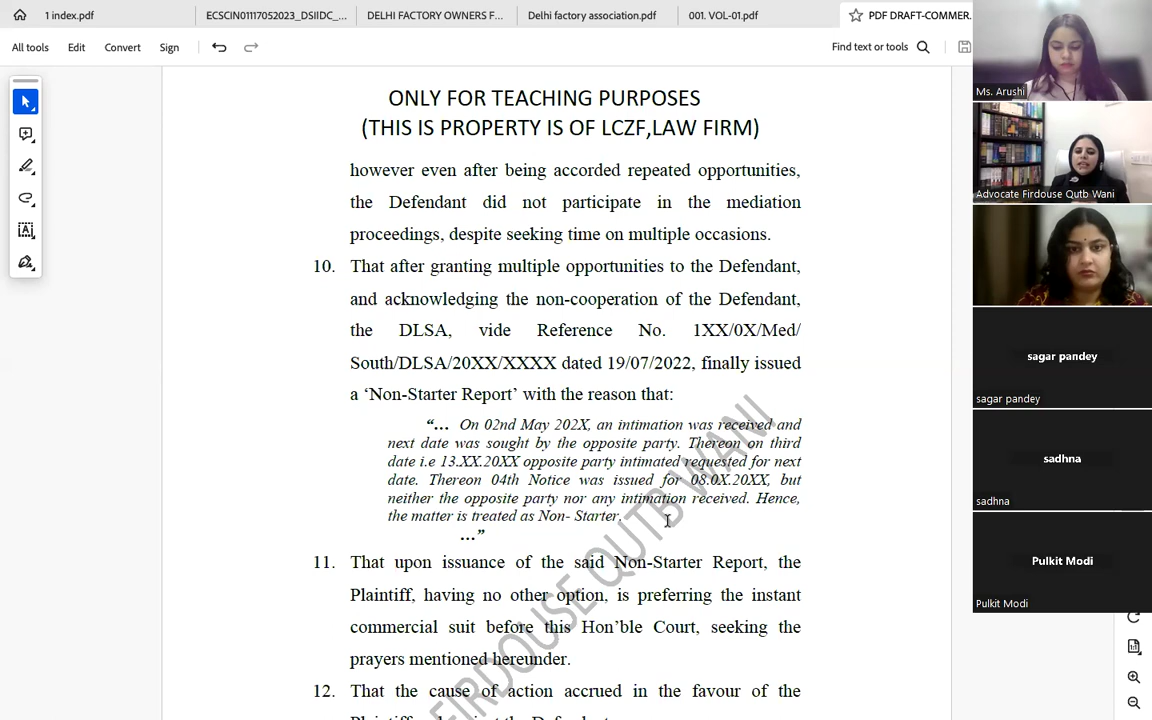 1 index.pdf
ECSCIN01117052023_DSIIDC_...
DELHI FACTORY OWNERS F...
Delhi factory association.pdf
001. VOL-01.pdf
PDF DRAFT-COMMER.
All tools
Edit
Convert
Sign
Find text or tools
ONLY FOR TEACHING PURPOSES
(THIS IS PROPERTY IS OF LCZF,LAW FIRM)
however even after being accorded repeated opportunities,
the Defendant did not participate in the mediation
proceedings, despite seeking time on multiple occasions.
10. That after granting multiple opportunities to the Defendant,
and acknowledging the non-cooperation of the Defendant,
the DLSA, vide Reference No. 1XX/0X/Med/
South/DLSA/20XX/XXXX dated 19/07/2022, finally issued
a ‘Non-Starter Report’ with the reason that:
“... On 02nd May 202X, an intimation was received and
next date was sought by the opposite party. Thereon on third
date i.e 13.XX.20XX opposite party intimated requested for next
date. Thereon 04th Notice was issued for 08.0X.20XX, but
neither the opposite party nor any intimation received. Hence,
the matter is treated as Non- Starter.
...”
11. That upon issuance of the said Non-Starter Report, the
Plaintiff, having no other option, is preferring the instant
commercial suit before this Hon’ble Court, seeking the
prayers mentioned hereunder.
12. That the cause of action accrued in the favour of the
FIRDOUSE QUTB WANI
Ms. Arushi
Advocate Firdouse Qutb Wani
sagar pandey
sagar pandey
sadhna
sadhna
Pulkit Modi
Pulkit Modi